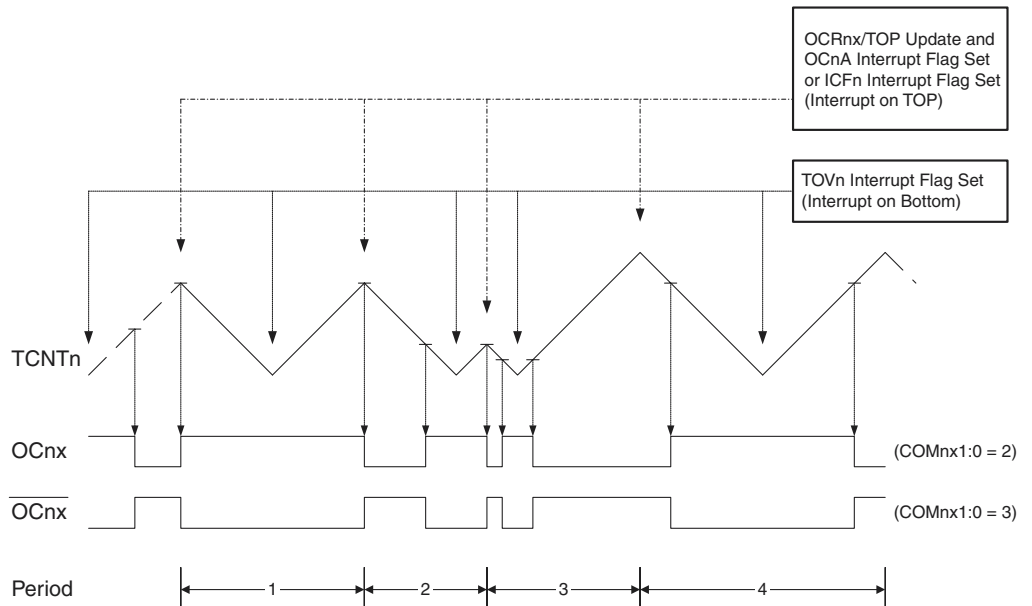 OCRnx/TOP Update and
OCnA Interrupt Flag Set
or ICFn Interrupt Flag Set
(Interrupt on TOP)
TOVn Interrupt Flag Set
(Interrupt on Bottom)
TCNTn
OCnx
(COMnx1:0 = 2)
OCnx
(COMnx1:0 = 3)
Period
1
2
3
4